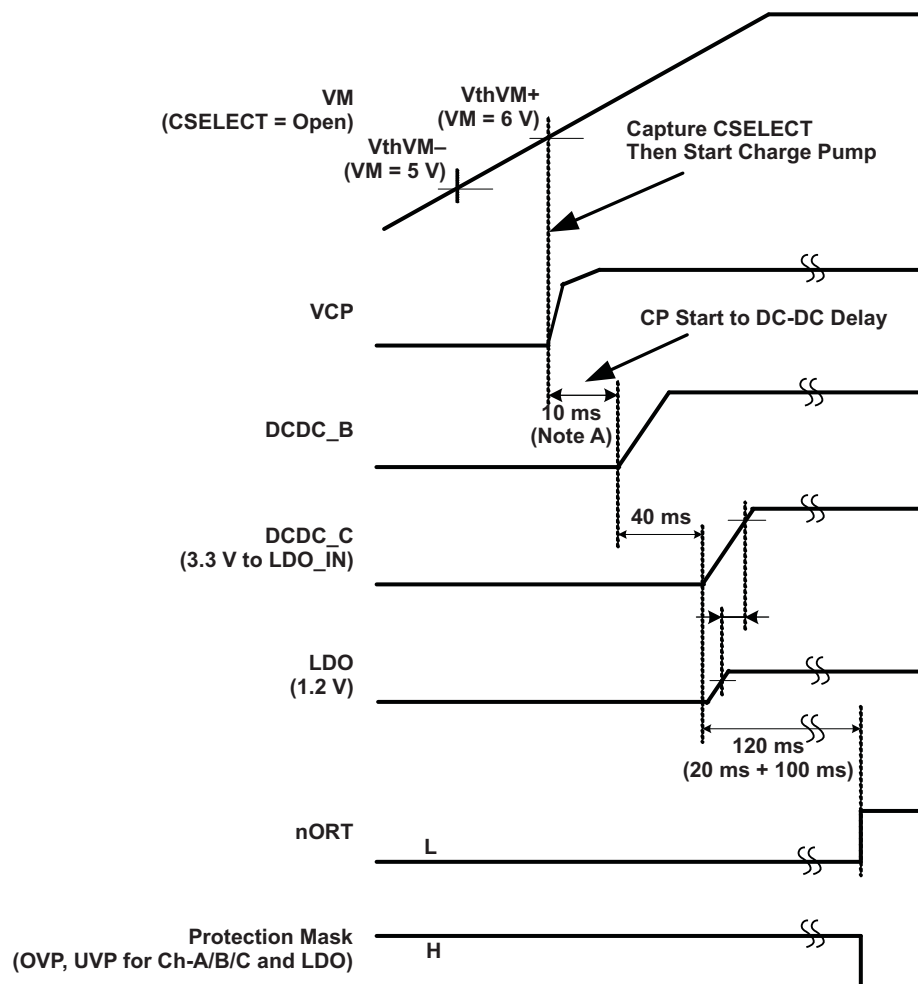 VM
(CSELECT = Open)
VthVM+
(VM = 6 V)
VthVM–
(VM = 5 V)
Capture CSELECT
Then Start Charge Pump
VCP
CP Start to DC-DC Delay
10 ms
(Note A)
DCDC_B
40 ms
DCDC_C
(3.3 V to LDO_IN)
LDO
(1.2 V)
120 ms
(20 ms + 100 ms)
nORT
L
Protection Mask
(OVP, UVP for Ch-A/B/C and LDO)
H